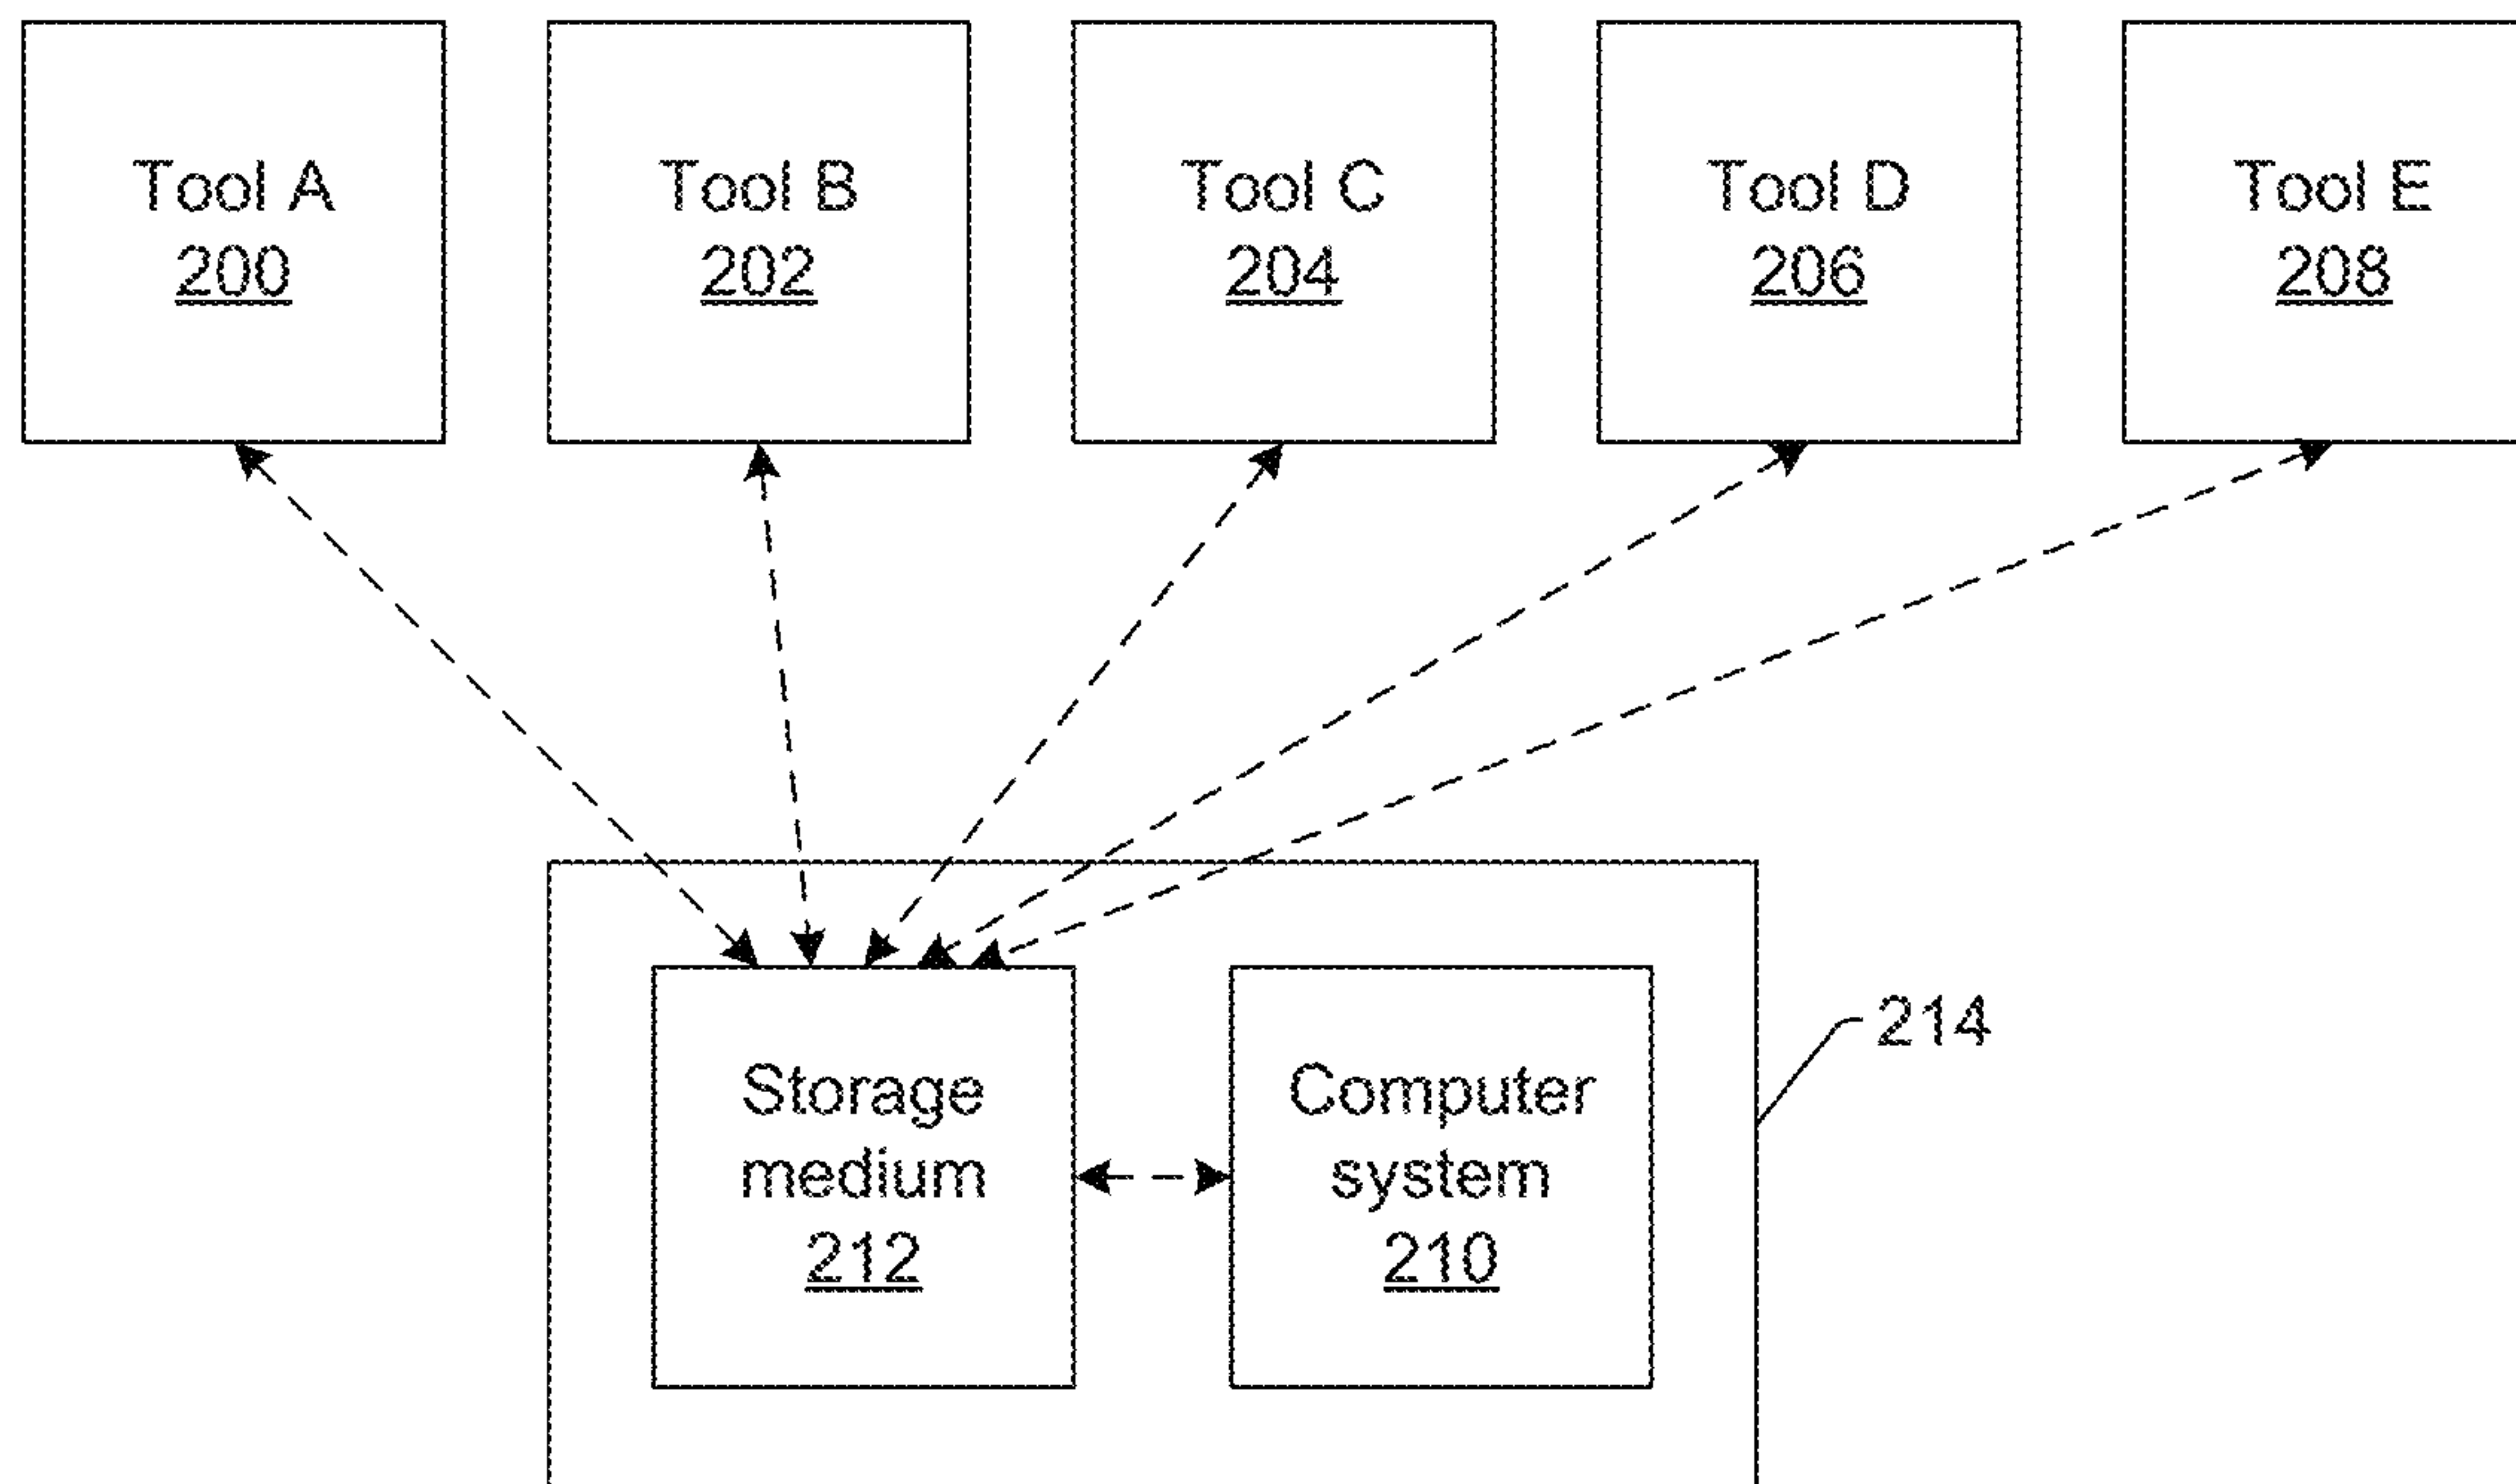 Tool A
200
Tool B
202
Tool C
204
Tool D
206
Tool E
208
214
Storage
medium
212
Computer
system
210